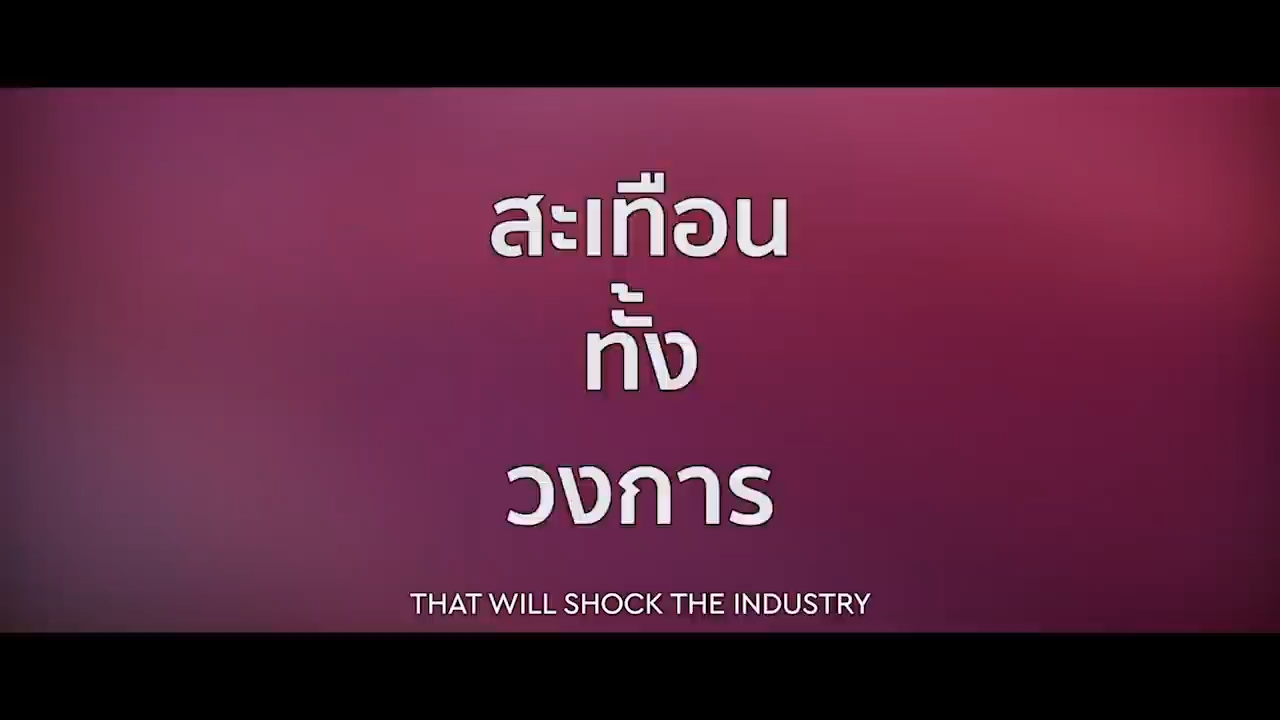 สะเทือน
ทั้ง
วงการ
THAT WILL SHOCK THE INDUSTRY